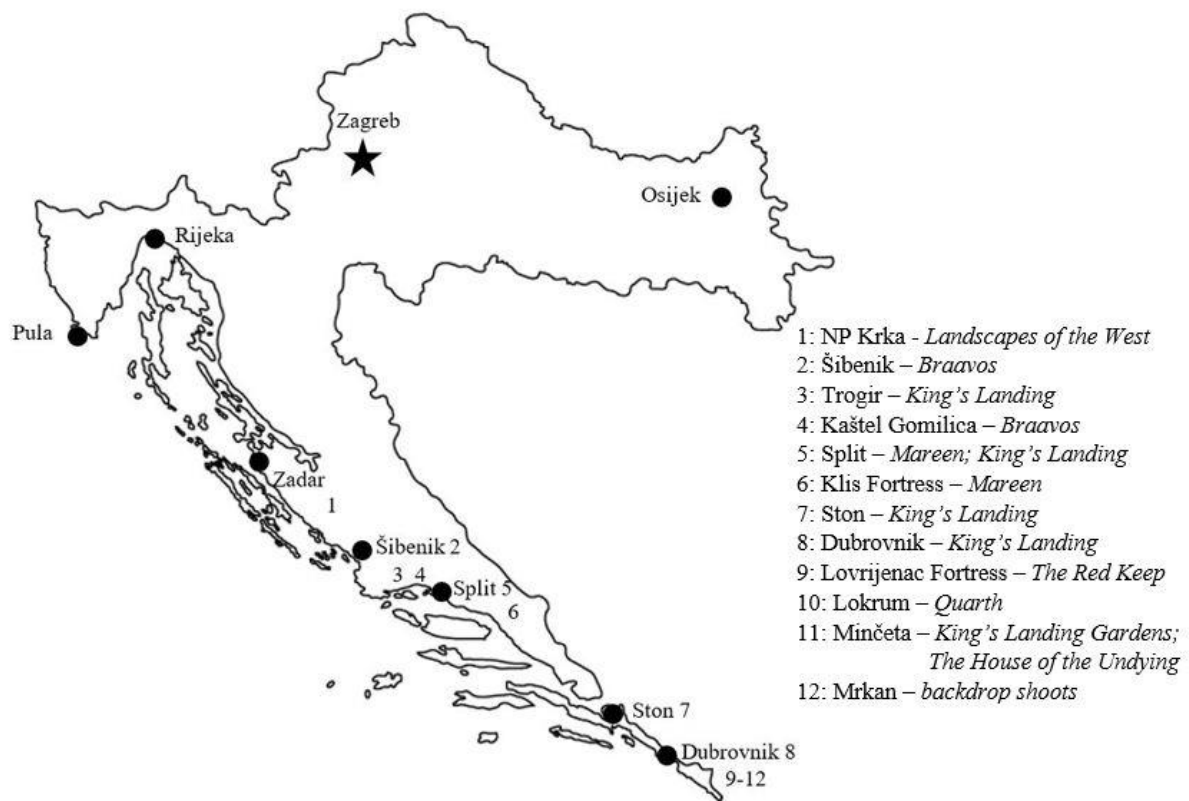 Zagreb
Osijek
Rijeka
Pula
Zadar
1
Šibenik 2
3 4
Split 5
6
Ston 7
Dubrovnik 8
9-12
1: NP Krka - Landscapes of the West
2: Šibenik – Braavos
3: Trogir – King's Landing
4: Kaštel Gomilica – Braavos
5: Split – Mareen; King's Landing
6: Klis Fortress – Mareen
7: Ston – King's Landing
8: Dubrovnik – King's Landing
9: Lovrijenac Fortress – The Red Keep
10: Lokrum – Quarth
11: Minčeta – King's Landing Gardens;
The House of the Undying
12: Mrkan – backdrop shoots